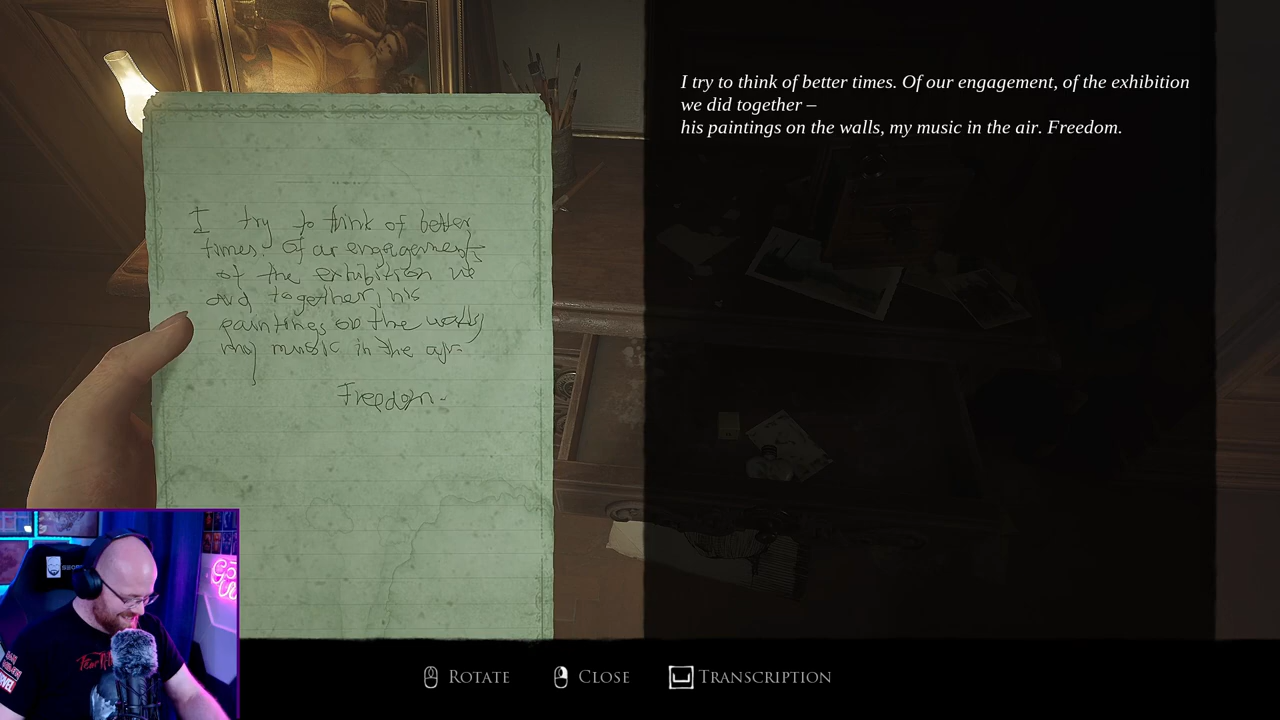 I try to think of better
times. Of our engagement,
of the exhibition we
did together, his
paintings on the walls,
my music in the air.
Freedom.
I try to think of better times. Of our engagement, of the exhibition
we did together –
his paintings on the walls, my music in the air. Freedom.
ROTATE
CLOSE
TRANSCRIPTION